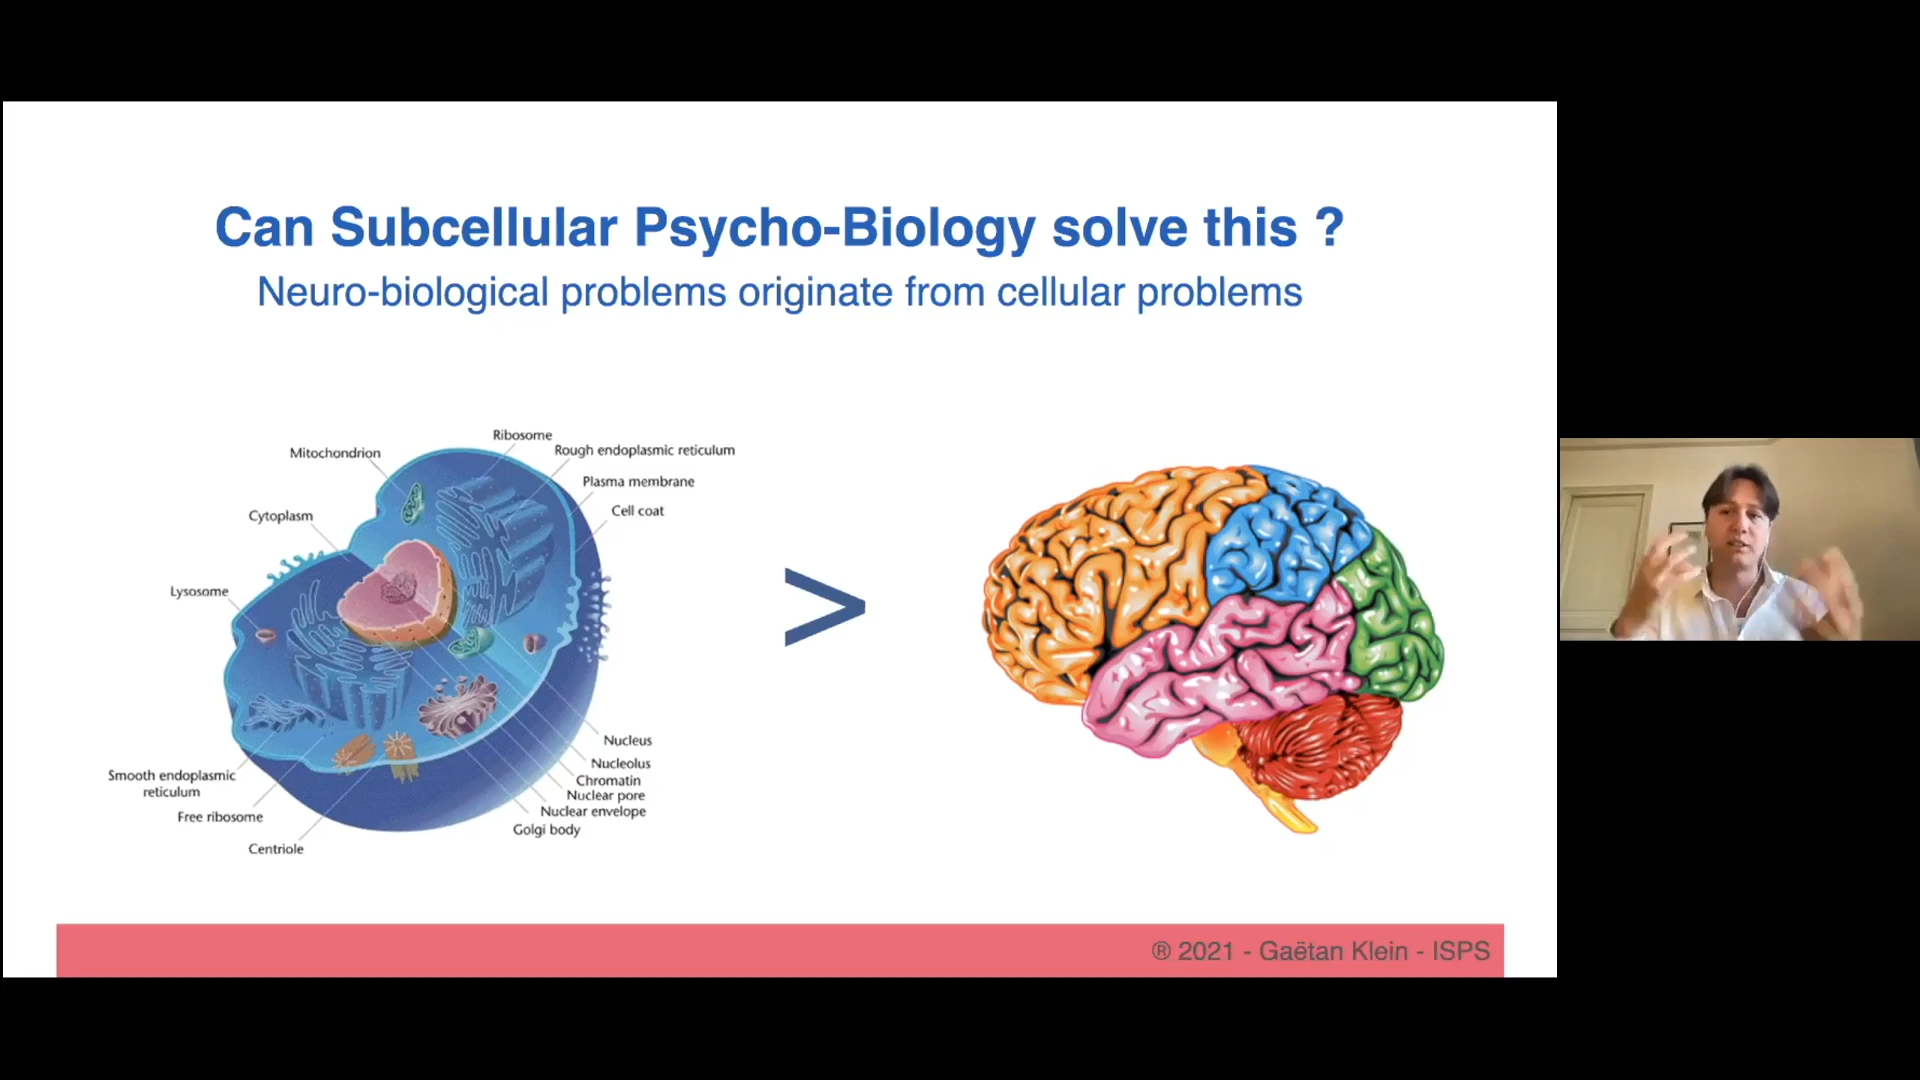 Can Subcellular Psycho-Biology solve this ?
Neuro-biological problems originate from cellular problems
Ribosome
Mitochondrion
Rough endoplasmic reticulum
Plasma membrane
Cytoplasm
Cell coat
Lysosome
>
Nucleus
Nucleolus
Smooth endoplasmic
reticulum
Chromatin
Nuclear pore
Nuclear envelope
Free ribosome
Golgi body
Centriole
® 2021 - Gaëtan Klein - ISPS